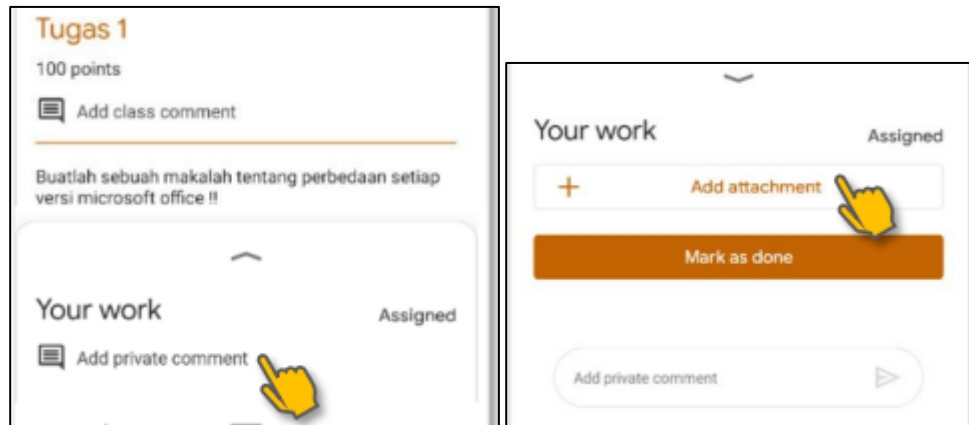 Tugas 1
100 points
Add class comment
Buatlah sebuah makalah tentang perbedaan setiap
versi microsoft office !!
Your work
Assigned
Add private comment
Your work
Assigned
+ Add attachment
Mark as done
Add private comment